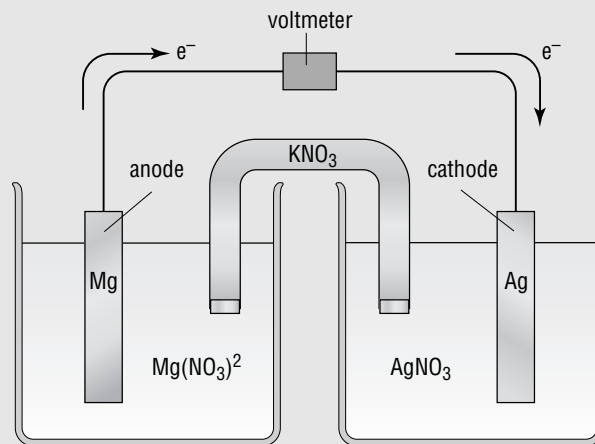 voltmeter
e⁻
e⁻
KNO₃
anode
cathode
Mg
Ag
Mg(NO₃)²
AgNO₃